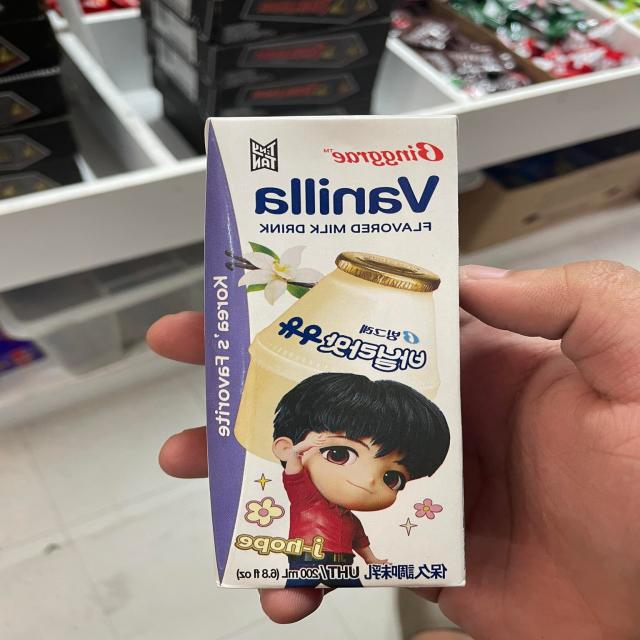 Binggrae™
TinyTAN
Vanilla
FLAVORED MILK DRINK
Korea's Favorite
빙그레
바닐라맛 우유
j-hope
保久調味乳 UHT/200 mL (6.8 fl oz)